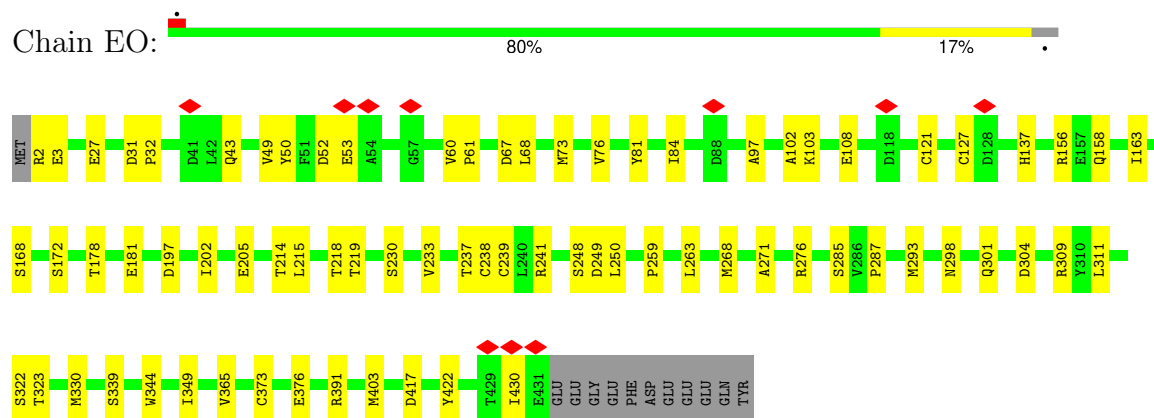 Chain EO:
•
80%
17%
•
MET R2 E3 E27 D31 P32 D41 L42 Q43 V49 Y50 F51 D52 E53 A54 G57 V60 P61 D67 L68 M73 V76 Y81 I84 D88 A97 A102 K103 E108 D118 C121 C127 D128 H137 R156 E157 Q158 I163
S168 S172 T178 E181 D197 I202 E205 T214 L215 T218 T219 S230 V233 T237 C238 C239 L240 R241 S248 D249 L250 P259 L263 M268 A271 R276 S285 V286 P287 M293 N298 Q301 D304 R309 Y310 L311
S322 T323 M330 S339 W344 I349 V365 C373 E376 R391 M403 D417 Y422 T429 I430 E431 GLU GLU GLY GLU PHE ASP GLU GLU GLU GLN TYR